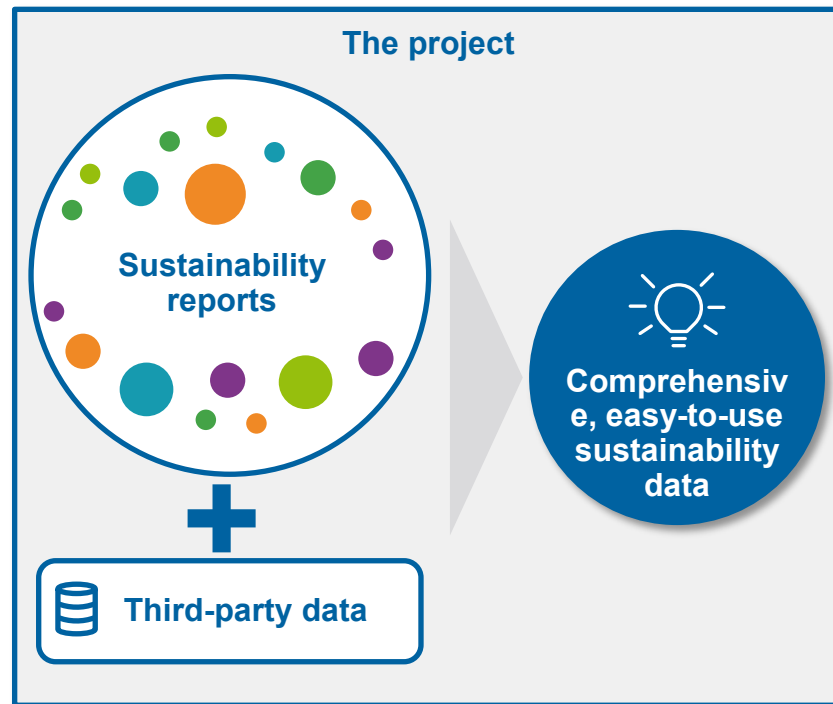 The project
Sustainability
reports
Third-party data
Comprehensiv
e, easy-to-use
sustainability
data